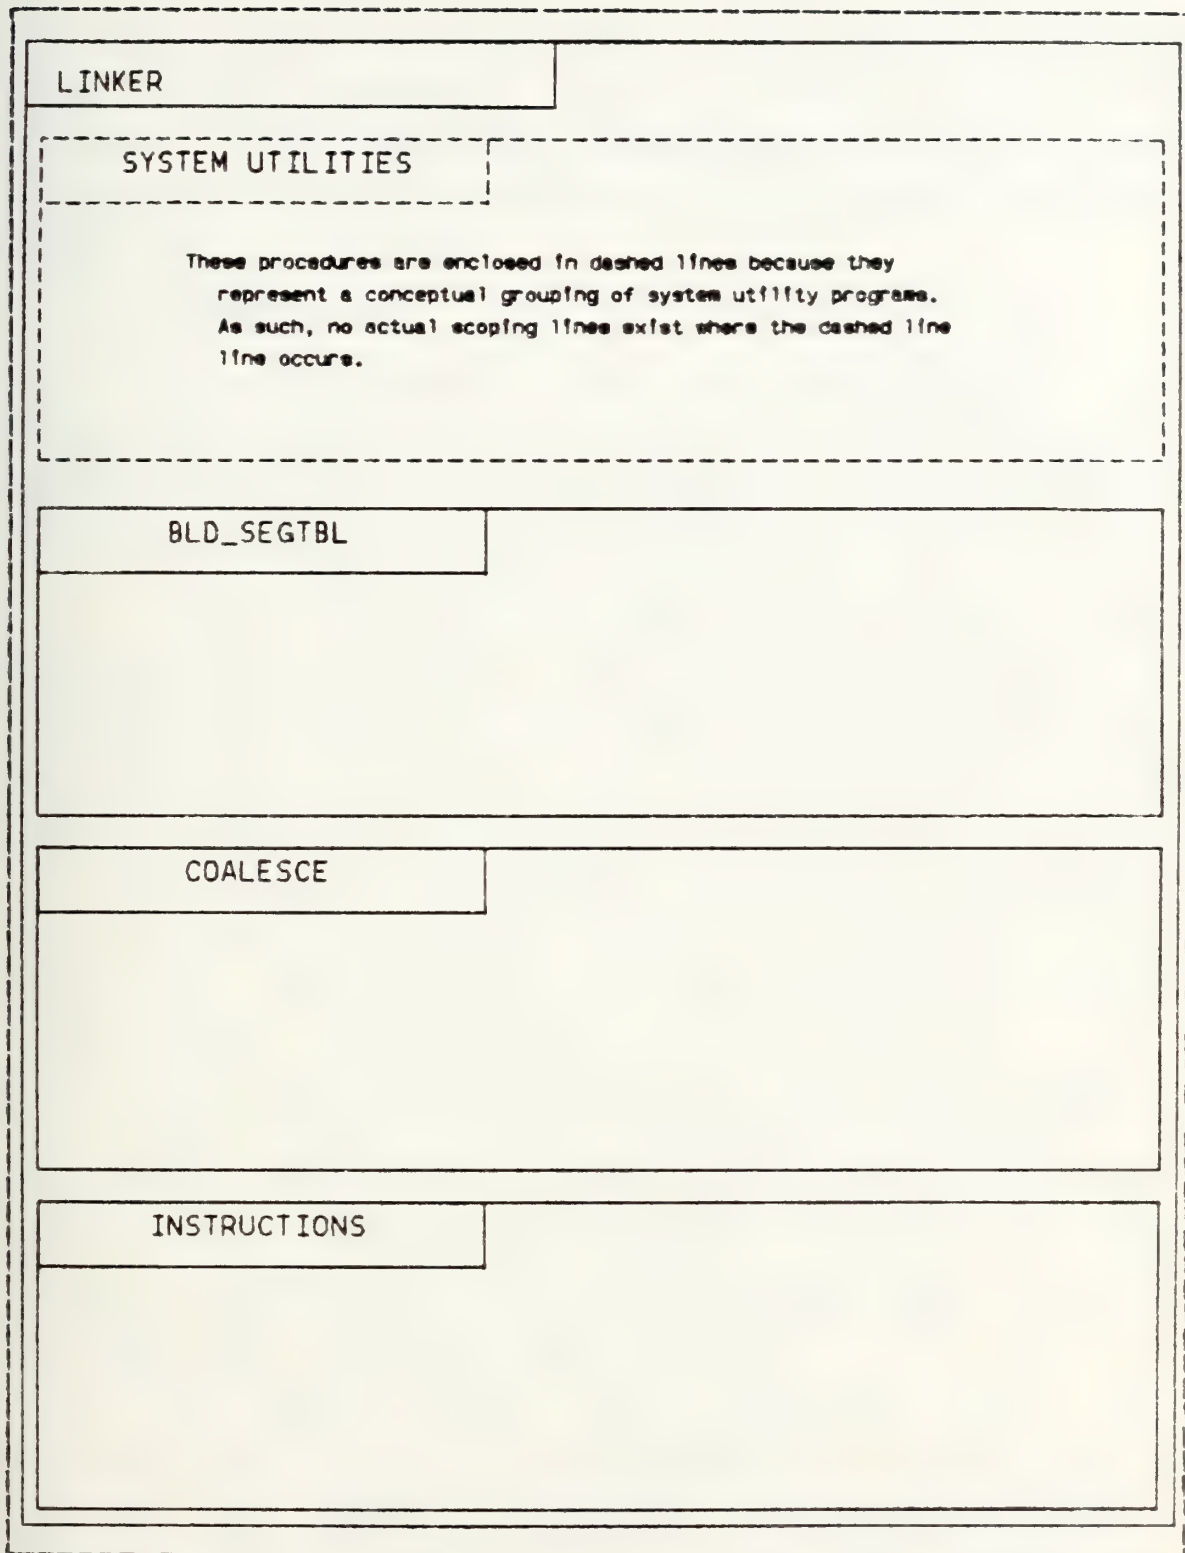 LINKER
SYSTEM UTILITIES
These procedures are enclosed in dashed lines because they
represent a conceptual grouping of system utility programs.
As such, no actual scoping lines exist where the dashed line
line occurs.
BLD_SEGTBL
COALESCE
INSTRUCTIONS